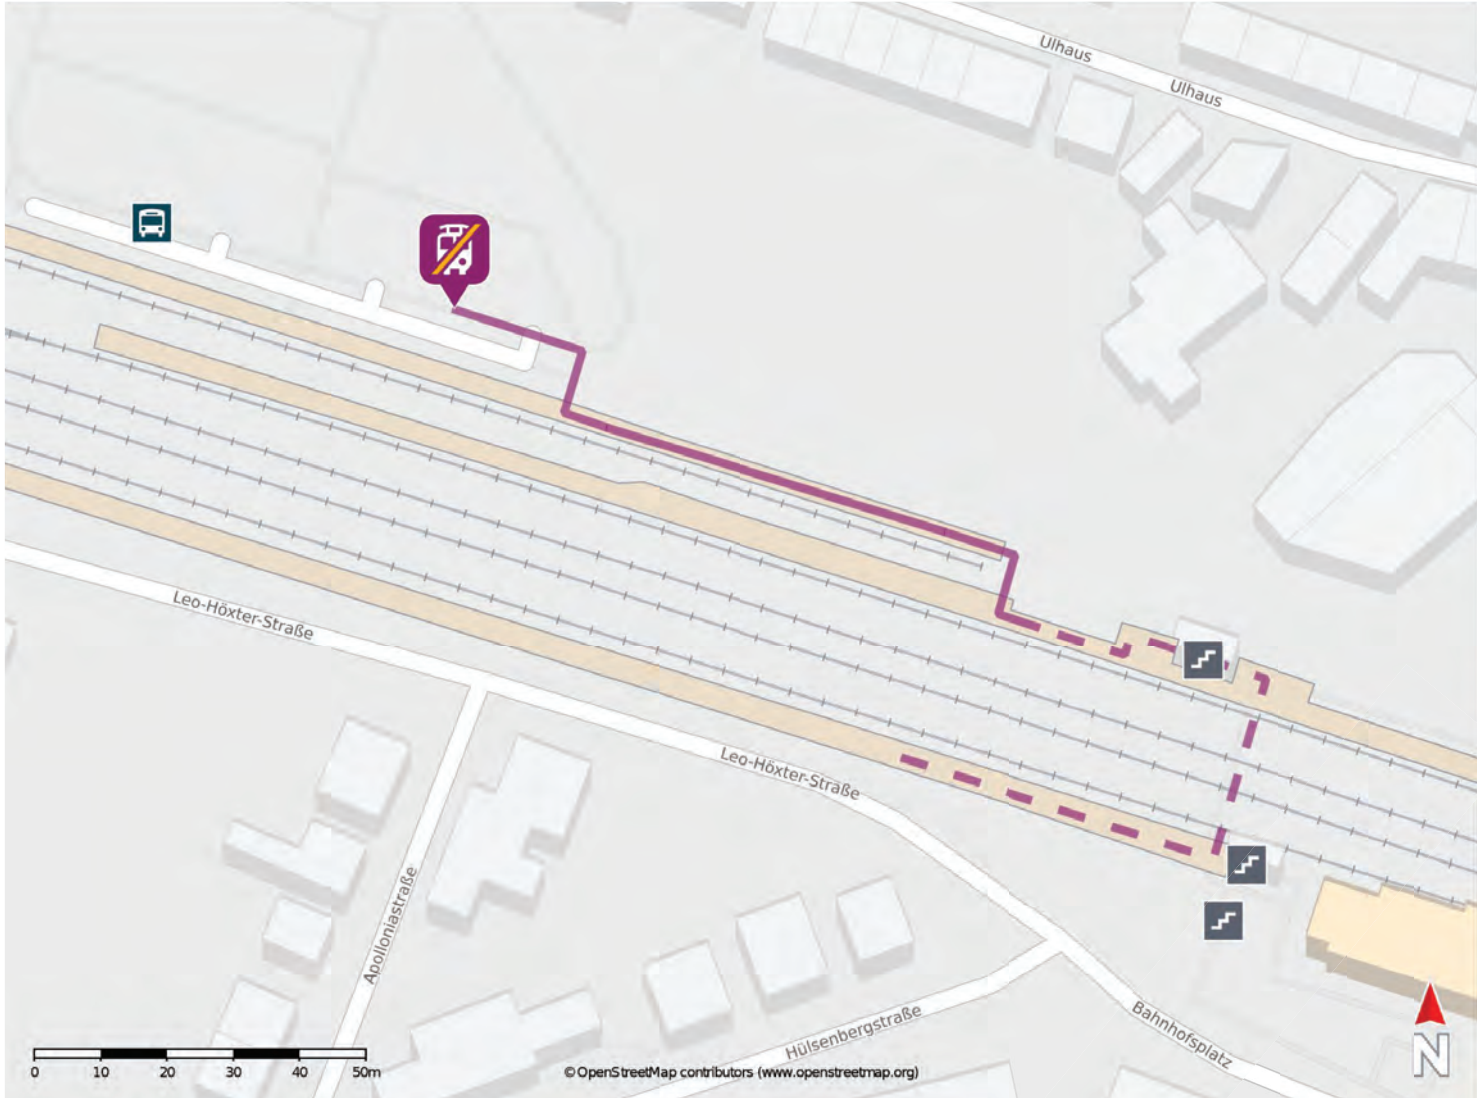 Ulhaus
Ulhaus
Leo-Höxter-Straße
Leo-Höxter-Straße
Apolloniastraße
Hülsenbergstraße
Bahnhofsplatz
N
0 10 20 30 40 50m
© OpenStreetMap contributors (www.openstreetmap.org)